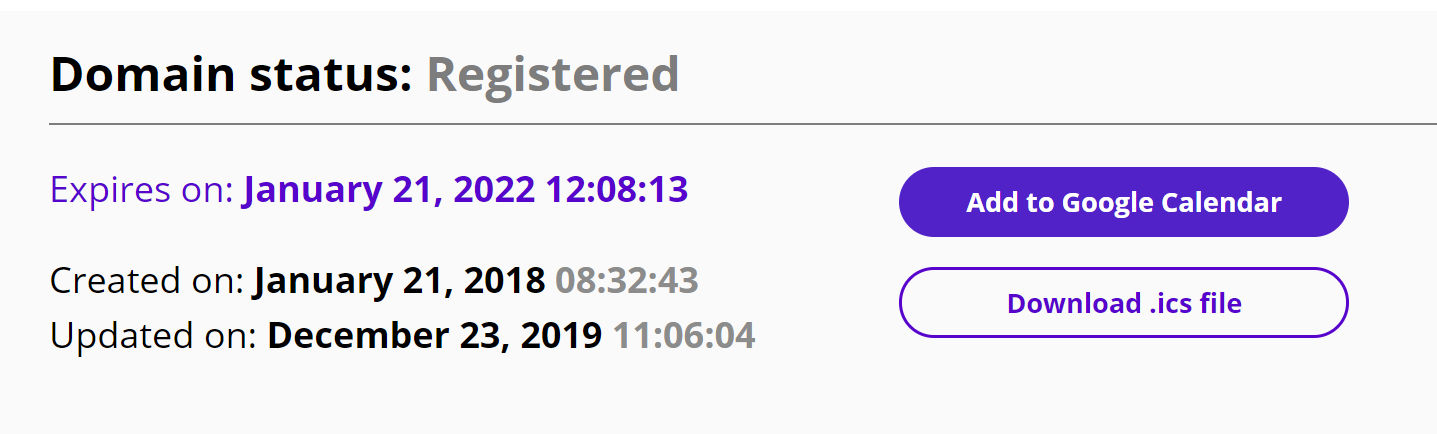 Domain status: Registered
Expires on: January 21, 2022 12:08:13
Add to Google Calendar
Created on: January 21, 2018 08:32:43
Download .ics file
Updated on: December 23, 2019 11:06:04